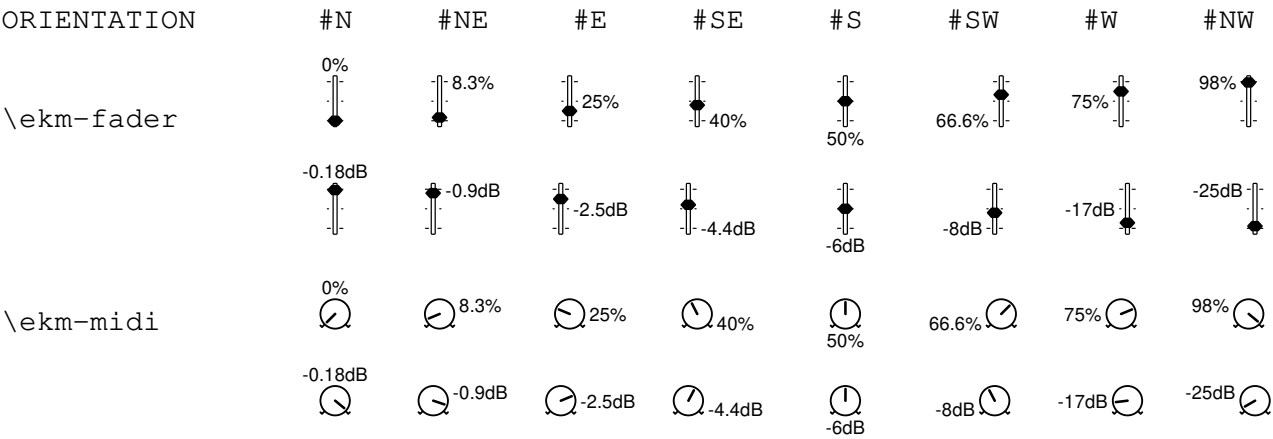 ORIENTATION #N #NE #E #SE #S #SW #W #NW
\ekm-fader 0% 8.3% 25% 40% 50% 66.6% 75% 98%
-0.18dB -0.9dB -2.5dB -4.4dB -6dB -8dB -17dB -25dB
\ekm-midi 0% 8.3% 25% 40% 50% 66.6% 75% 98%
-0.18dB -0.9dB -2.5dB -4.4dB -6dB -8dB -17dB -25dB